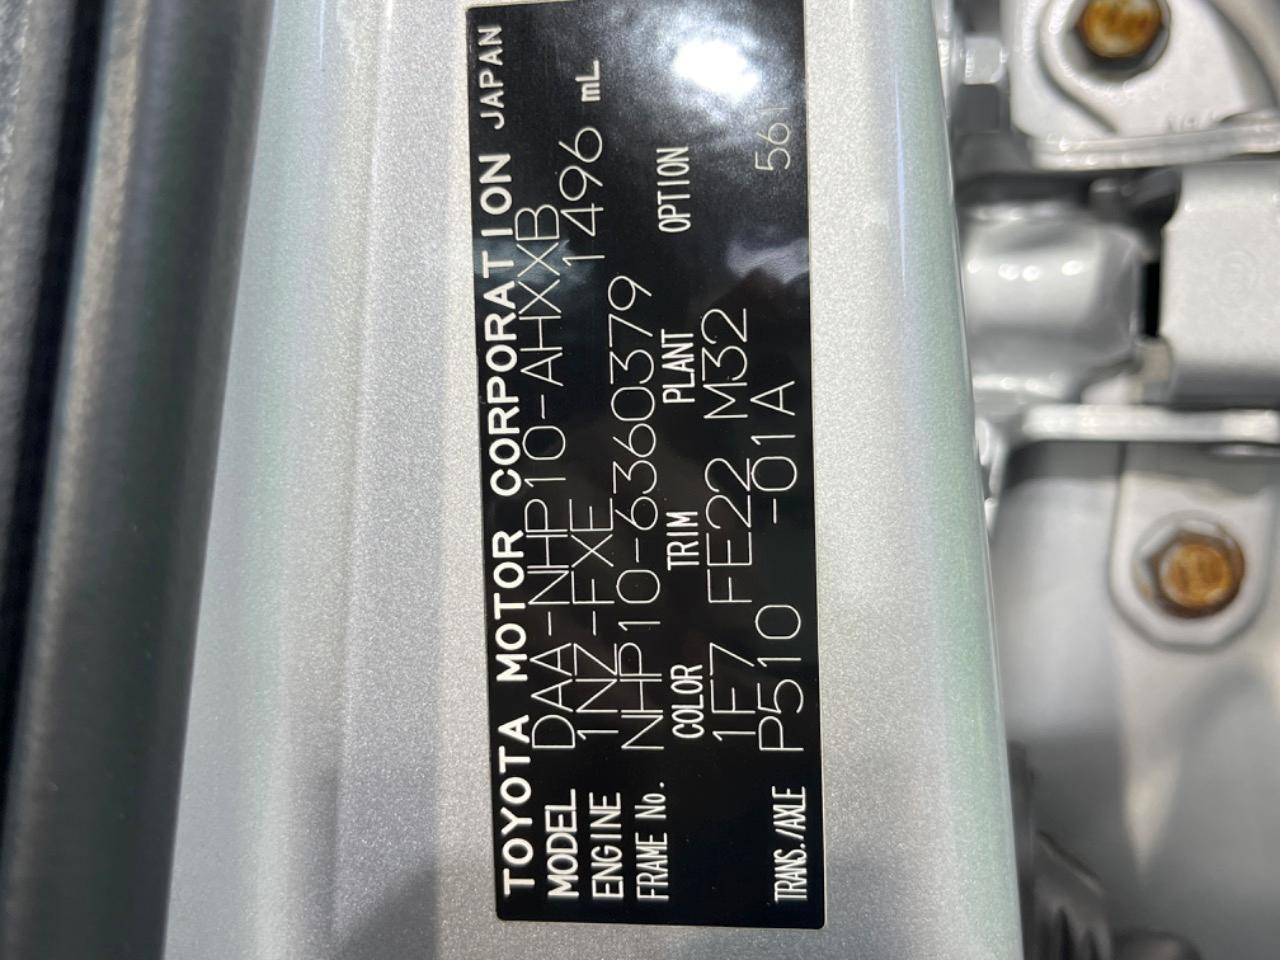 TOYOTA MOTOR CORPORATION JAPAN
MODEL DAA-NHP10-AHXXB
ENGINE 1NZ-FXE 1496 mL
FRAME No. NHP10-6360379
COLOR TRIM PLANT OPTION
1F7 FE22 M32
TRANS./AXLE P510 -01A 561